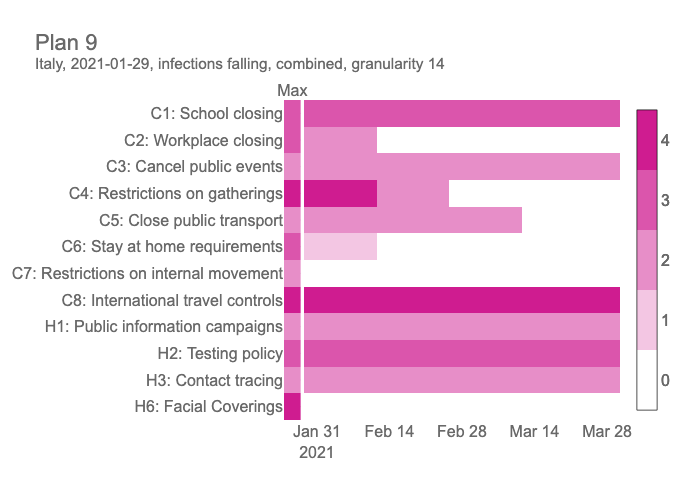 Plan 9
Italy, 2021-01-29, infections falling, combined, granularity 14
Max
C1: School closing
C2: Workplace closing
C3: Cancel public events
C4: Restrictions on gatherings
C5: Close public transport
C6: Stay at home requirements
C7: Restrictions on internal movement
C8: International travel controls
H1: Public information campaigns
H2: Testing policy
H3: Contact tracing
H6: Facial Coverings
Jan 31 Feb 14 Feb 28 Mar 14 Mar 28
2021
4
3
2
1
0